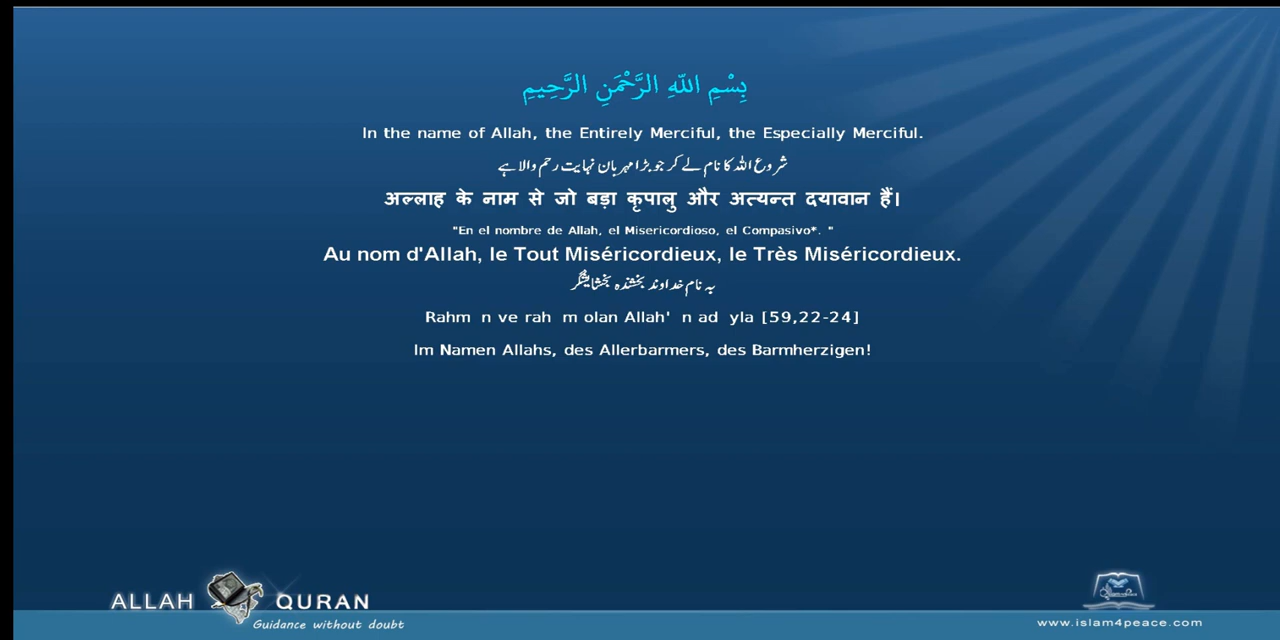 بِسْمِ اللَّهِ الرَّحْمَنِ الرَّحِيمِ
In the name of Allah, the Entirely Merciful, the Especially Merciful.
شروع اللہ کا نام لے کر جو بڑا مہربان نہایت رحم والا ہے
अल्लाह के नाम से जो बड़ा कृपालु और अत्यन्त दयावान हैं।
"En el nombre de Allah, el Misericordioso, el Compasivo*. "
Au nom d'Allah, le Tout Miséricordieux, le Très Miséricordieux.
به نام خداوند بخشنده بخشایشگر
Rahm n ve rah m olan Allah' n ad yla [59,22-24]
Im Namen Allahs, des Allerbarmers, des Barmherzigen!
ALLAH QURAN
Guidance without doubt
www.islam4peace.com